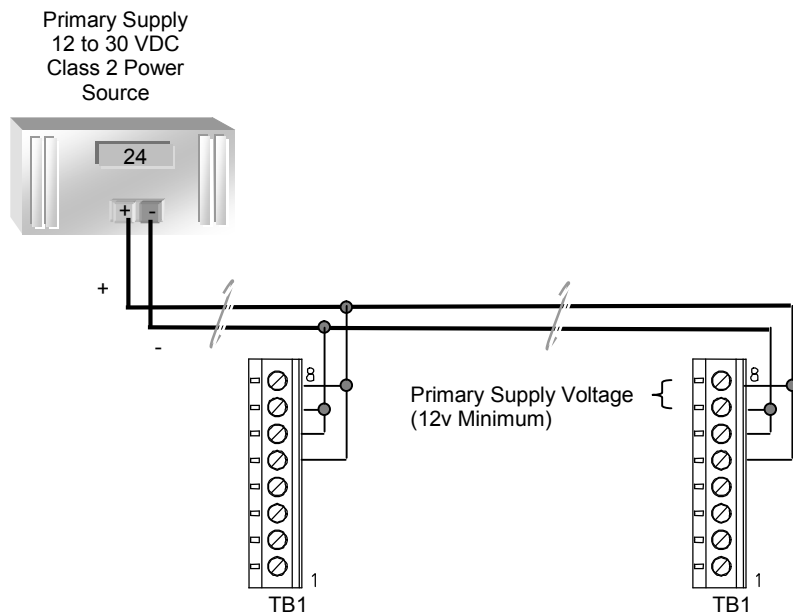 Primary Supply
12 to 30 VDC
Class 2 Power
Source
24
+ -
+
-
8
8
Primary Supply Voltage
(12v Minimum)
1
1
TB1
TB1